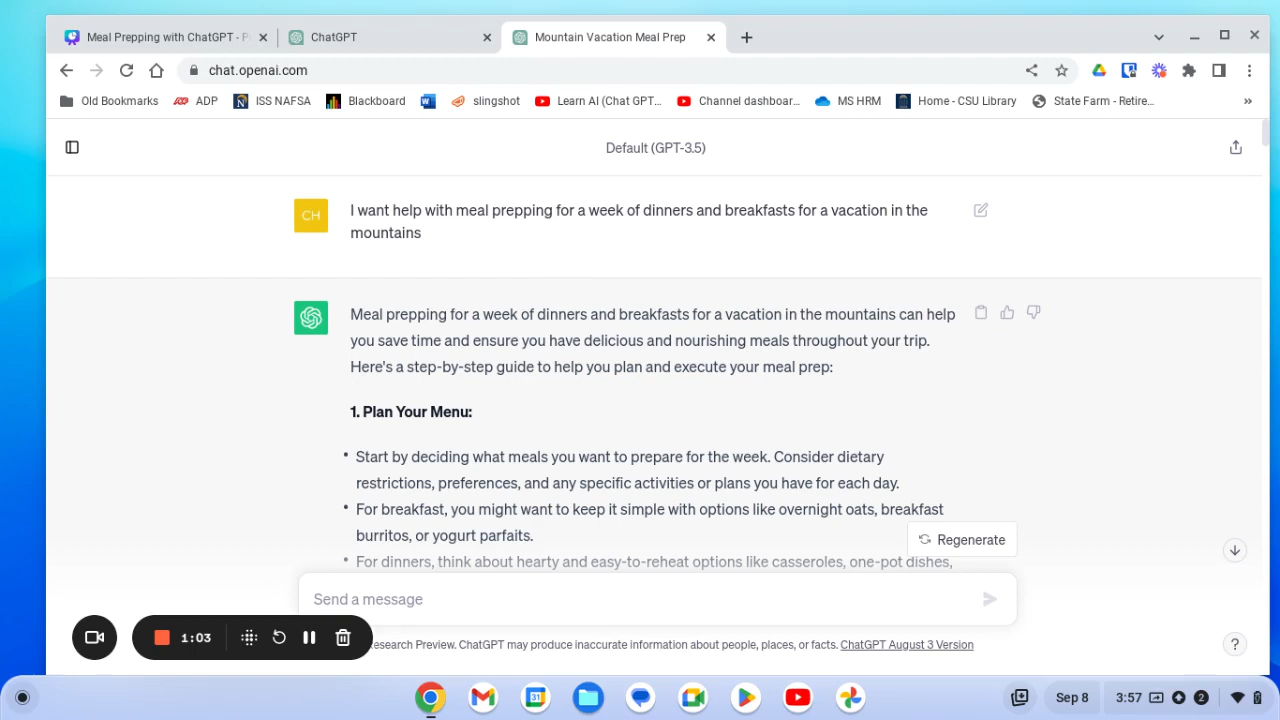 Meal Prepping with ChatGPT - P
ChatGPT
Mountain Vacation Meal Prep
chat.openai.com
Old Bookmarks
ADP
ISS NAFSA
Blackboard
slingshot
Learn AI (Chat GPT...
Channel dashboar...
MS HRM
Home - CSU Library
State Farm - Retire...
Default (GPT-3.5)
CH
I want help with meal prepping for a week of dinners and breakfasts for a vacation in the
mountains
Meal prepping for a week of dinners and breakfasts for a vacation in the mountains can help
you save time and ensure you have delicious and nourishing meals throughout your trip.
Here's a step-by-step guide to help you plan and execute your meal prep:
1. Plan Your Menu:
• Start by deciding what meals you want to prepare for the week. Consider dietary
restrictions, preferences, and any specific activities or plans you have for each day.
• For breakfast, you might want to keep it simple with options like overnight oats, breakfast
burritos, or yogurt parfaits.
Regenerate
• For dinners, think about hearty and easy-to-reheat options like casseroles, one-pot dishes,
Send a message
1:03
esearch Preview. ChatGPT may produce inaccurate information about people, places, or facts. ChatGPT August 3 Version
?
31
Sep 8
3:57
2